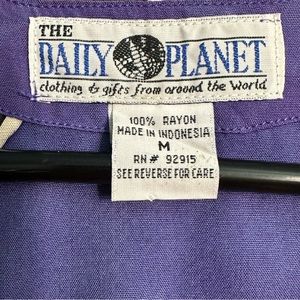 THE
DAILY PLANET
clothing & gifts from around the World
100% RAYON
MADE IN INDONESIA
M
RN# 92915
SEE REVERSE FOR CARE